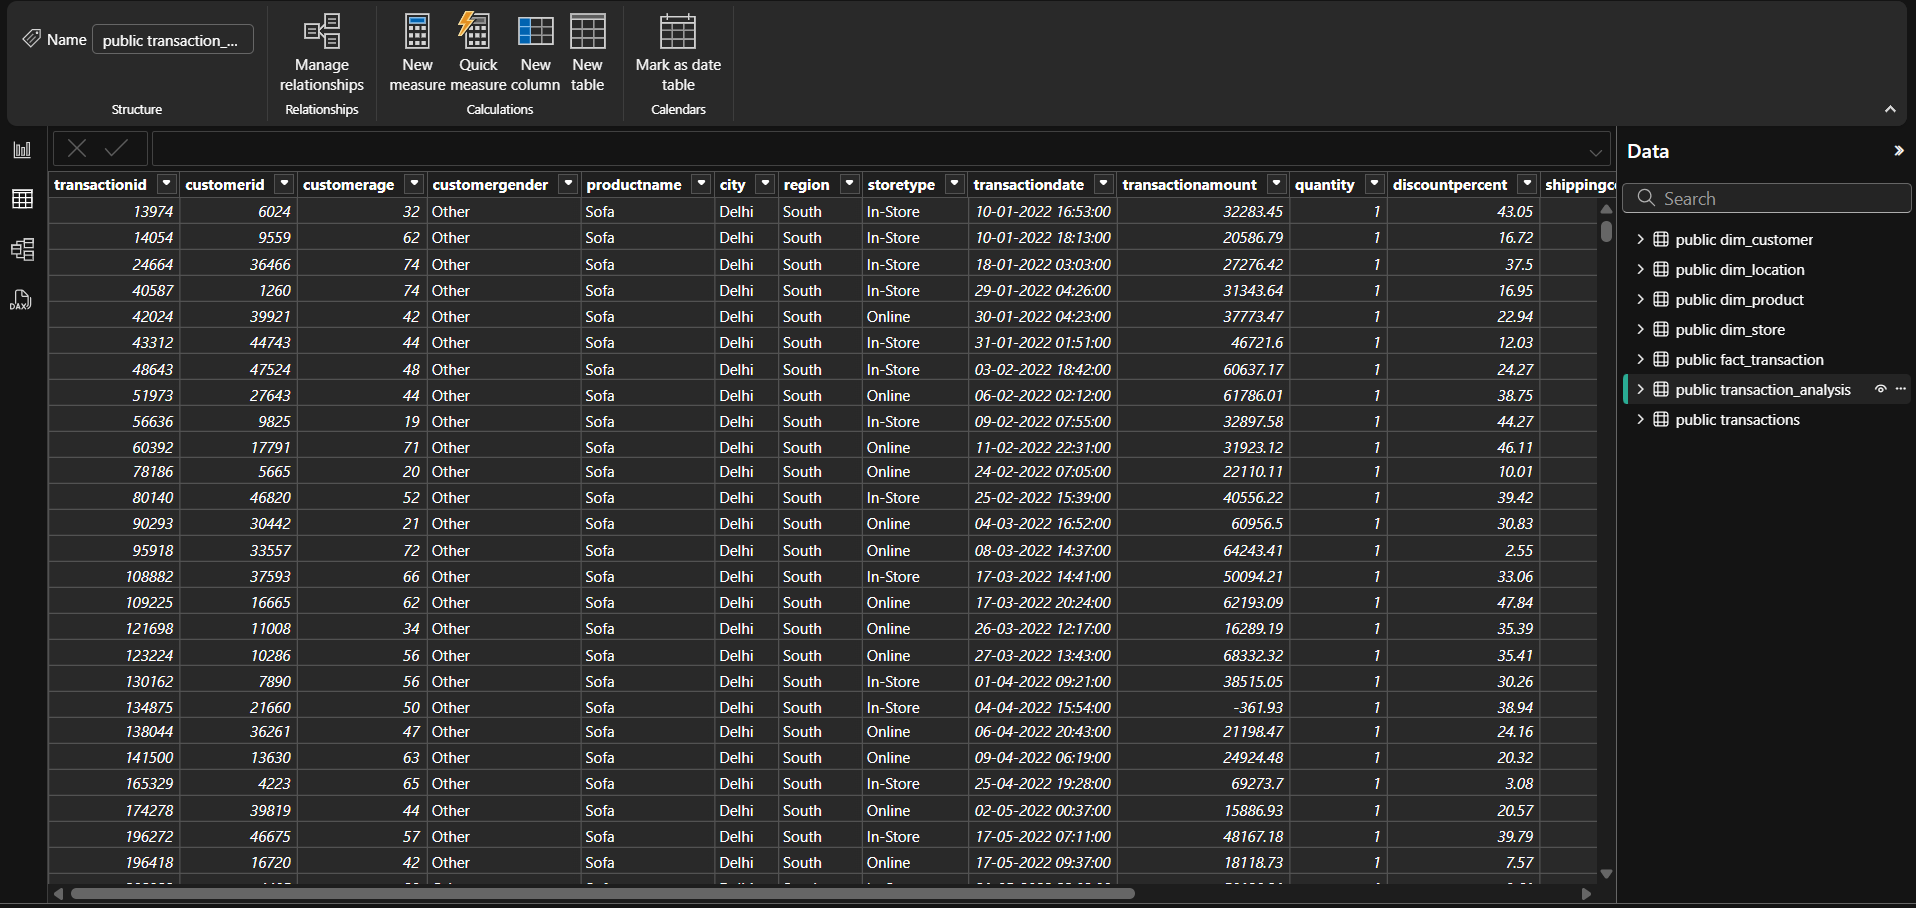 Name public transaction_...
Structure
Manage relationships
Relationships
New measure
Quick measure
New column
New table
Calculations
Mark as date table
Calendars
DAX
transactionid customerid customerage customergender productname city region storetype transactiondate transactionamount quantity discountpercent shippingco
13974 6024 32 Other Sofa Delhi South In-Store 10-01-2022 16:53:00 32283.45 1 43.05
14054 9559 62 Other Sofa Delhi South In-Store 10-01-2022 18:13:00 20586.79 1 16.72
24664 36466 74 Other Sofa Delhi South In-Store 18-01-2022 03:03:00 27276.42 1 37.5
40587 1260 74 Other Sofa Delhi South In-Store 29-01-2022 04:26:00 31343.64 1 16.95
42024 39921 42 Other Sofa Delhi South Online 30-01-2022 04:23:00 37773.47 1 22.94
43312 44743 44 Other Sofa Delhi South In-Store 31-01-2022 01:51:00 46721.6 1 12.03
48643 47524 48 Other Sofa Delhi South In-Store 03-02-2022 18:42:00 60637.17 1 24.27
51973 27643 44 Other Sofa Delhi South Online 06-02-2022 02:12:00 61786.01 1 38.75
56636 9825 19 Other Sofa Delhi South In-Store 09-02-2022 07:55:00 32897.58 1 44.27
60392 17791 71 Other Sofa Delhi South Online 11-02-2022 22:31:00 31923.12 1 46.11
78186 5665 20 Other Sofa Delhi South Online 24-02-2022 07:05:00 22110.11 1 10.01
80140 46820 52 Other Sofa Delhi South In-Store 25-02-2022 15:39:00 40556.22 1 39.42
90293 30442 21 Other Sofa Delhi South Online 04-03-2022 16:52:00 60956.5 1 30.83
95918 33557 72 Other Sofa Delhi South Online 08-03-2022 14:37:00 64243.41 1 2.55
108882 37593 66 Other Sofa Delhi South In-Store 17-03-2022 14:41:00 50094.21 1 33.06
109225 16665 62 Other Sofa Delhi South Online 17-03-2022 20:24:00 62193.09 1 47.84
121698 11008 34 Other Sofa Delhi South Online 26-03-2022 12:17:00 16289.19 1 35.39
123224 10286 56 Other Sofa Delhi South Online 27-03-2022 13:43:00 68332.32 1 35.41
130162 7890 56 Other Sofa Delhi South In-Store 01-04-2022 09:21:00 38515.05 1 30.26
134875 21660 50 Other Sofa Delhi South In-Store 04-04-2022 15:54:00 -361.93 1 38.94
138044 36261 47 Other Sofa Delhi South Online 06-04-2022 20:43:00 21198.47 1 24.16
141500 13630 63 Other Sofa Delhi South Online 09-04-2022 06:19:00 24924.48 1 20.32
165329 4223 65 Other Sofa Delhi South In-Store 25-04-2022 19:28:00 69273.7 1 3.08
174278 39819 44 Other Sofa Delhi South Online 02-05-2022 00:37:00 15886.93 1 20.57
196272 46675 57 Other Sofa Delhi South In-Store 17-05-2022 07:11:00 48167.18 1 39.79
196418 16720 42 Other Sofa Delhi South Online 17-05-2022 09:37:00 18118.73 1 7.57
Data
Search
public dim_customer
public dim_location
public dim_product
public dim_store
public fact_transaction
public transaction_analysis
public transactions